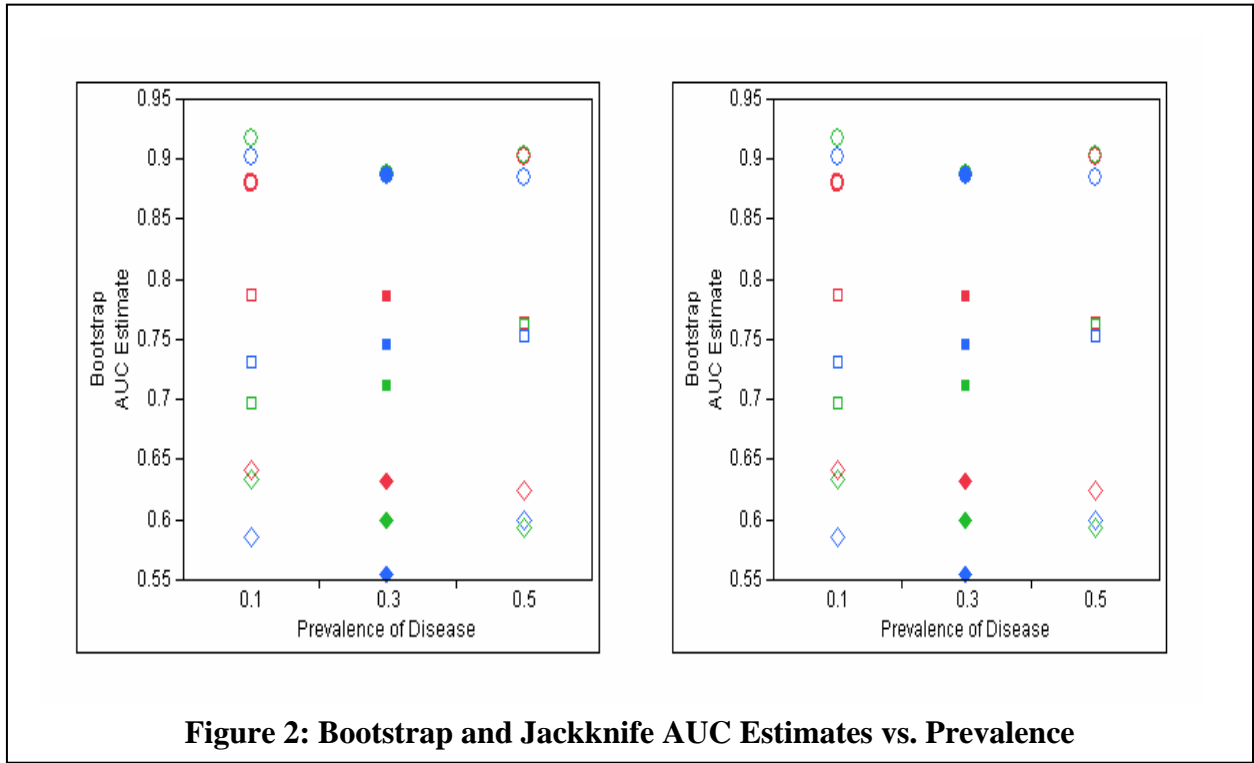 0.95
0.9
0.85
0.8
0.75
0.7
0.65
0.6
0.55
Bootstrap
AUC Estimate
0.1 0.3 0.5
Prevalence of Disease
0.95
0.9
0.85
0.8
0.75
0.7
0.65
0.6
0.55
Bootstrap
AUC Estimate
0.1 0.3 0.5
Prevalence of Disease
Figure 2: Bootstrap and Jackknife AUC Estimates vs. Prevalence